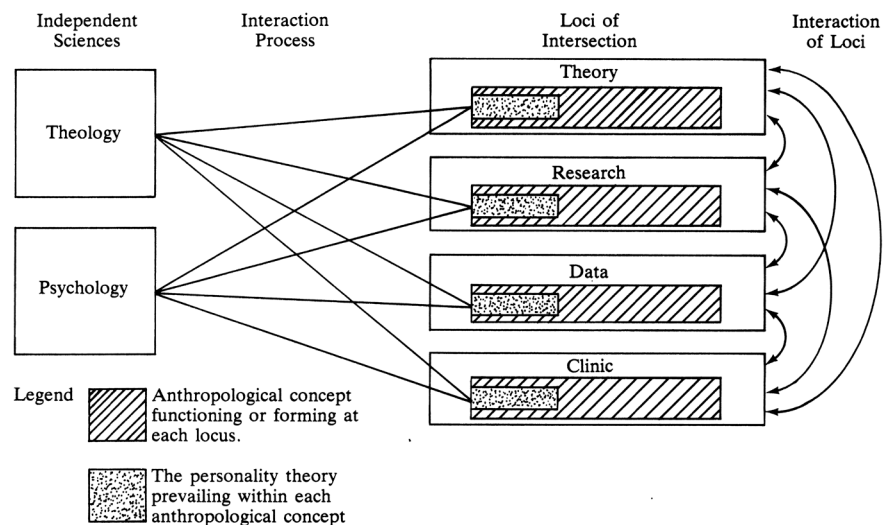 Independent
Sciences
Interaction
Process
Loci of
Intersection
Interaction
of Loci
Theology
Psychology
Theory
Research
Data
Clinic
Legend
Anthropological concept
functioning or forming at
each locus.
The personality theory
prevailing within each
anthropological concept